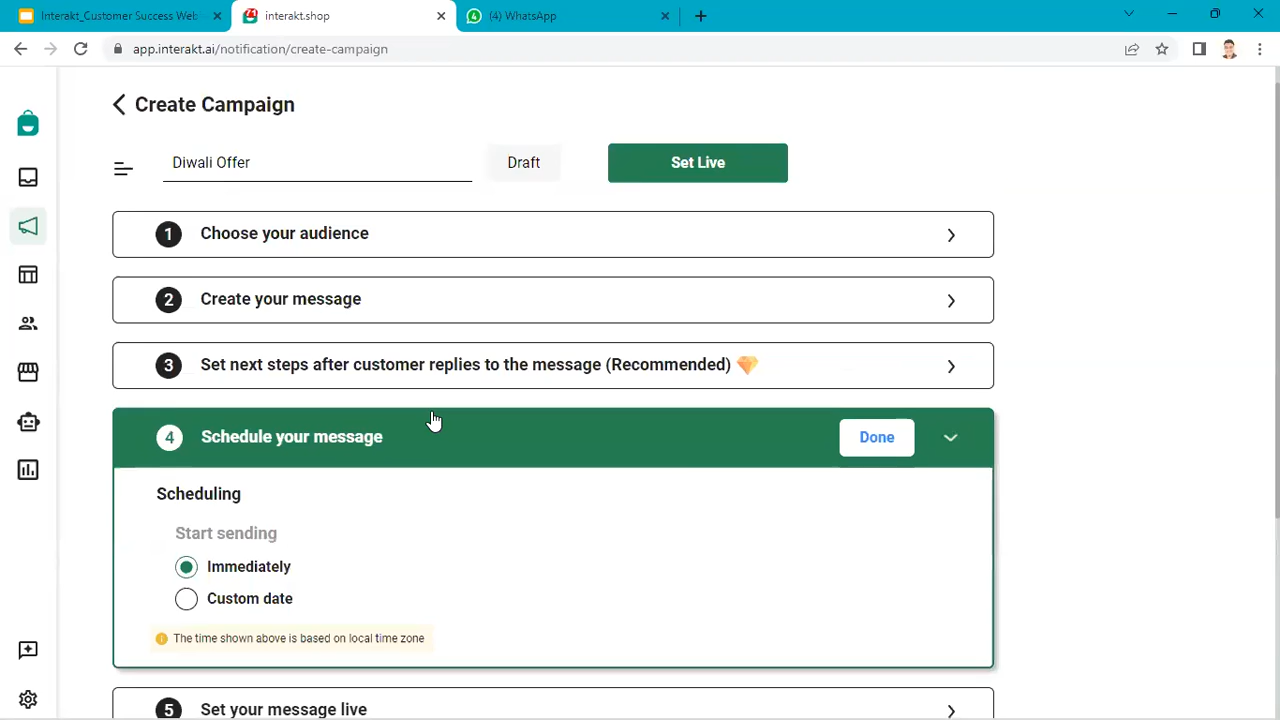 Interakt_Customer Success Web
interakt.shop
(4) WhatsApp
app.interakt.ai/notification/create-campaign
Create Campaign
Diwali Offer
Draft
Set Live
1 Choose your audience
2 Create your message
3 Set next steps after customer replies to the message (Recommended)
4 Schedule your message
Done
Scheduling
Start sending
Immediately
Custom date
The time shown above is based on local time zone
5 Set your message live